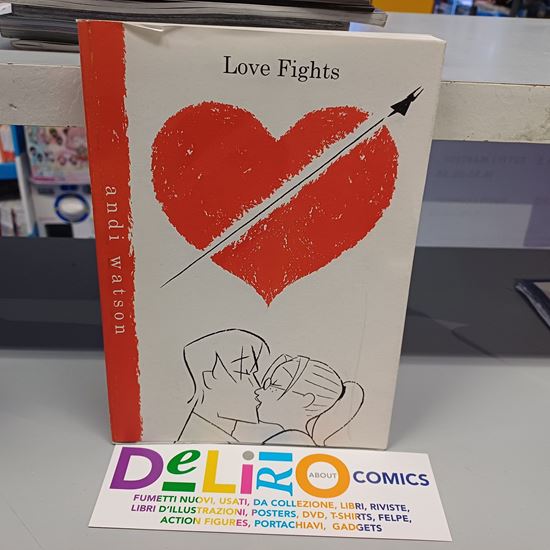 Love Fights
andi watson
DeLiRiO ABOUT COMICS
FUMETTI NUOVI, USATI, DA COLLEZIONE, LIBRI, RIVISTE,
LIBRI D'ILLUSTRAZIONI, POSTERS, DVD, T-SHIRTS, FELPE,
ACTION FIGURES, PORTACHIAVI, GADGETS